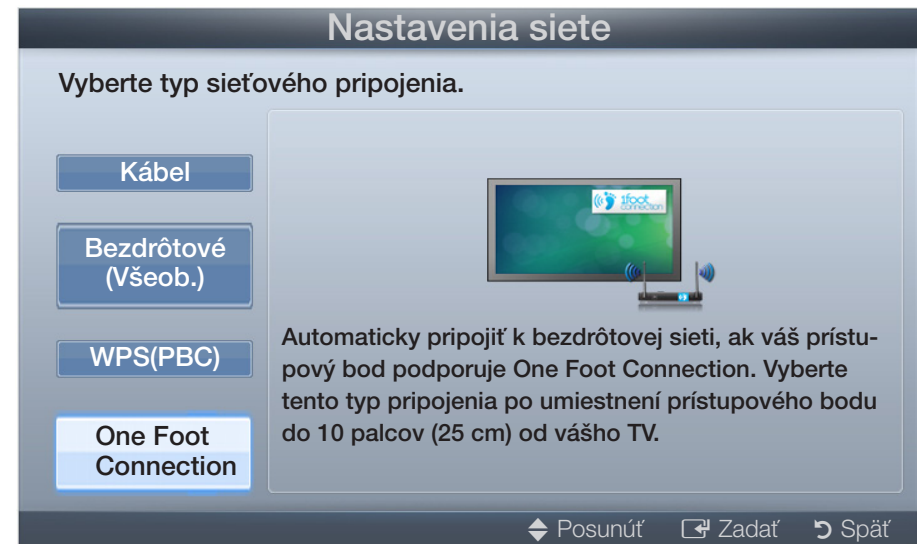 Nastavenia siete
Vyberte typ sieťového pripojenia.
Kábel
Bezdrôtové
(Všeob.)
WPS(PBC)
One Foot
Connection
1foot
connection
Automaticky pripojiť k bezdrôtovej sieti, ak váš prístu-
pový bod podporuje One Foot Connection. Vyberte
tento typ pripojenia po umiestnení prístupového bodu
do 10 palcov (25 cm) od vášho TV.
Posunúť Zadať Späť